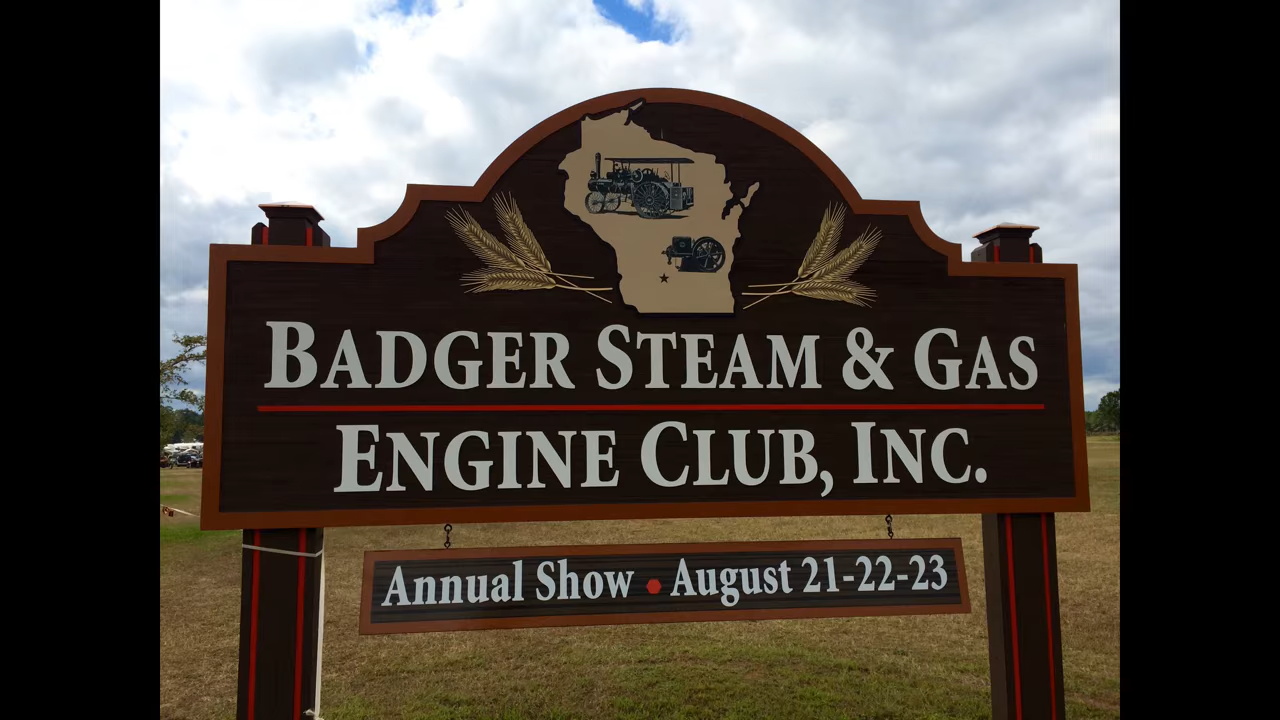 BADGER STEAM & GAS
ENGINE CLUB, INC.
Annual Show • August 21-22-23